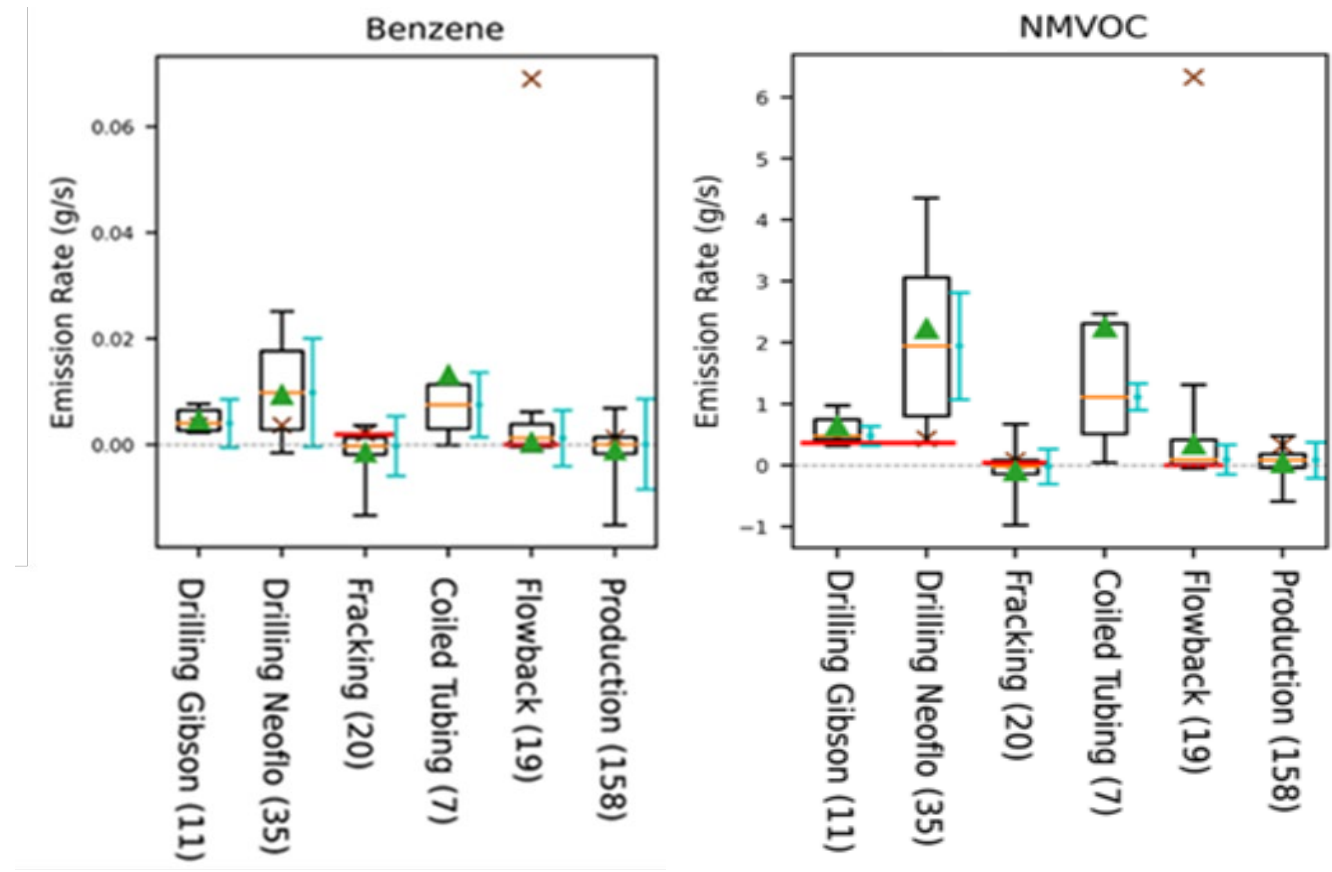 Benzene
Emission Rate (g/s)
0.06
0.04
0.02
0.00
Drilling Gibson (11)
Drilling Neoflo (35)
Fracking (20)
Coiled Tubing (7)
Flowback (19)
Production (158)
NMVOC
Emission Rate (g/s)
6
5
4
3
2
1
0
−1
Drilling Gibson (11)
Drilling Neoflo (35)
Fracking (20)
Coiled Tubing (7)
Flowback (19)
Production (158)